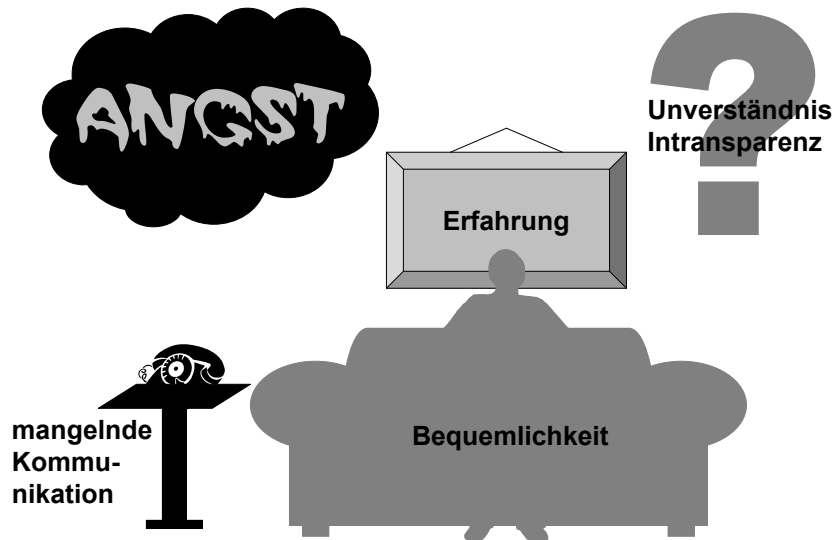 ANGST
Unverständnis
Intransparenz
Erfahrung
mangelnde
Kommu-
nikation
Bequemlichkeit